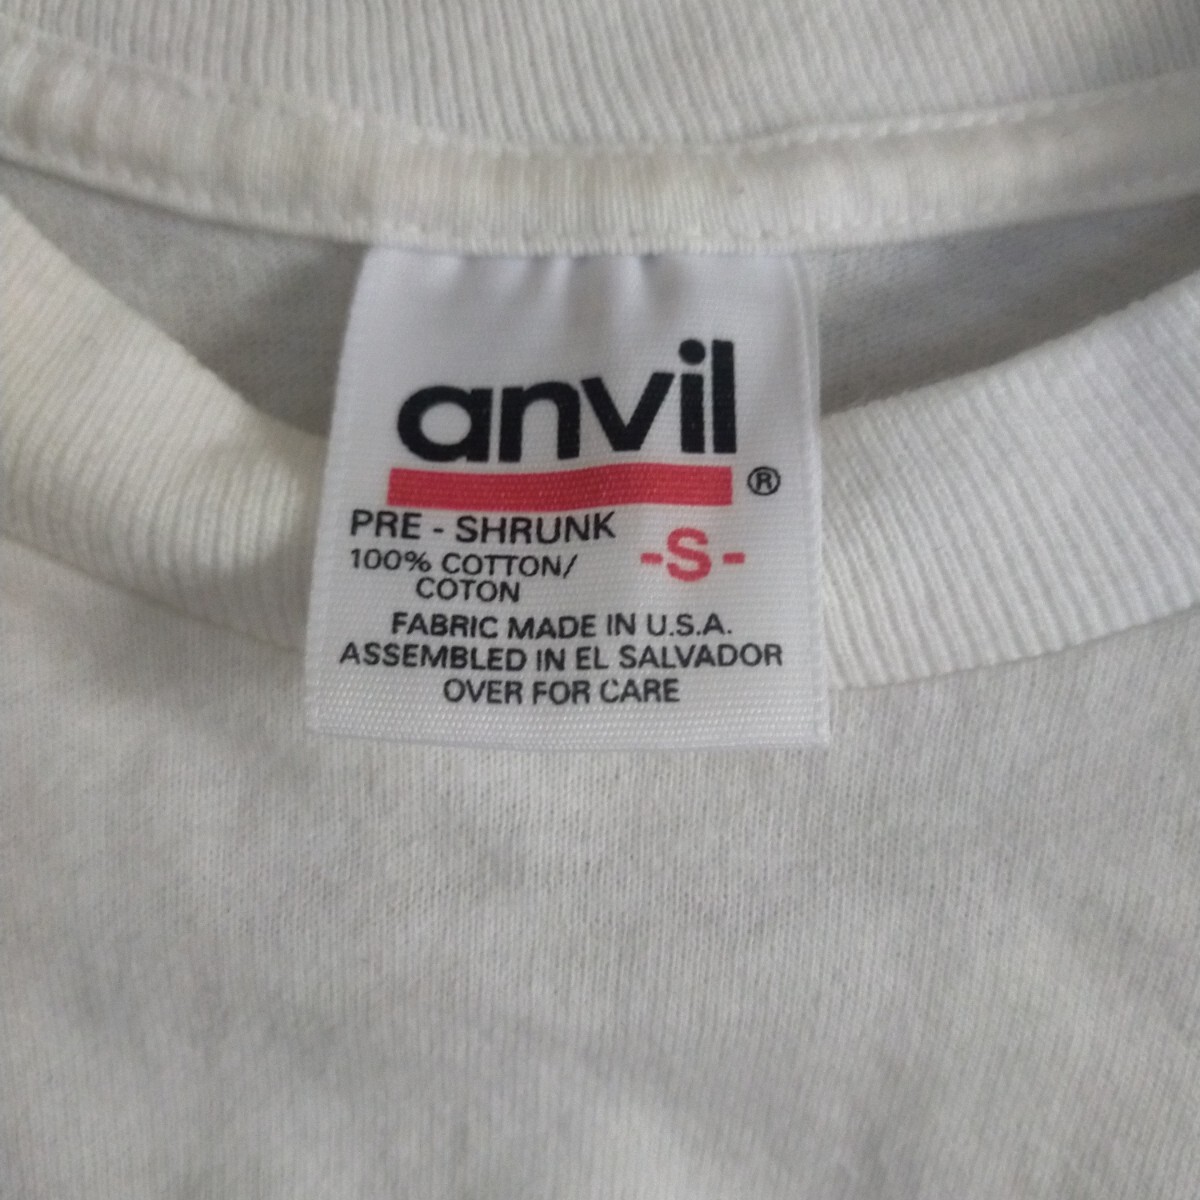 anvil
®
PRE - SHRUNK
100% COTTON/
COTON
-S-
FABRIC MADE IN U.S.A.
ASSEMBLED IN EL SALVADOR
OVER FOR CARE